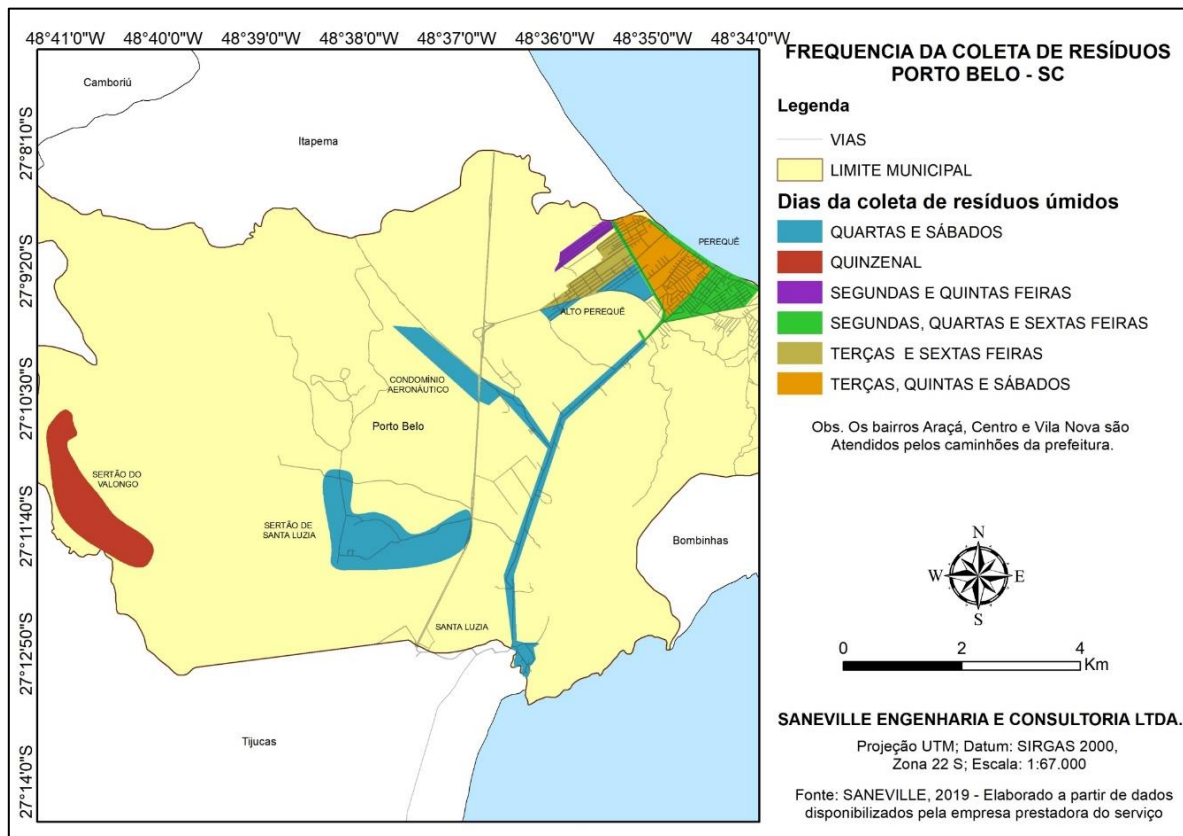 48°41'0"W 48°40'0"W 48°39'0"W 48°38'0"W 48°37'0"W 48°36'0"W 48°35'0"W 48°34'0"W
27°8'10"S
27°9'20"S
27°10'30"S
27°11'40"S
27°12'50"S
27°14'0"S
Camboriú
Itapema
PEREQUÊ
ALTO PEREQUÊ
CONDOMÍNIO
AERONÁUTICO
Porto Belo
SERTÃO DO
VALONGO
SERTÃO DE
SANTA LUZIA
Bombinhas
SANTA LUZIA
Tijucas
FREQUENCIA DA COLETA DE RESÍDUOS
PORTO BELO - SC
Legenda
VIAS
LIMITE MUNICIPAL
Dias da coleta de resíduos úmidos
QUARTAS E SÁBADOS
QUINZENAL
SEGUNDAS E QUINTAS FEIRAS
SEGUNDAS, QUARTAS E SEXTAS FEIRAS
TERÇAS E SEXTAS FEIRAS
TERÇAS, QUINTAS E SÁBADOS
Obs. Os bairros Araçá, Centro e Vila Nova são
Atendidos pelos caminhões da prefeitura.
N
W E
S
0 2 4
Km
SANEVILLE ENGENHARIA E CONSULTORIA LTDA.
Projeção UTM; Datum: SIRGAS 2000,
Zona 22 S; Escala: 1:67.000
Fonte: SANEVILLE, 2019 - Elaborado a partir de dados
disponibilizados pela empresa prestadora do serviço